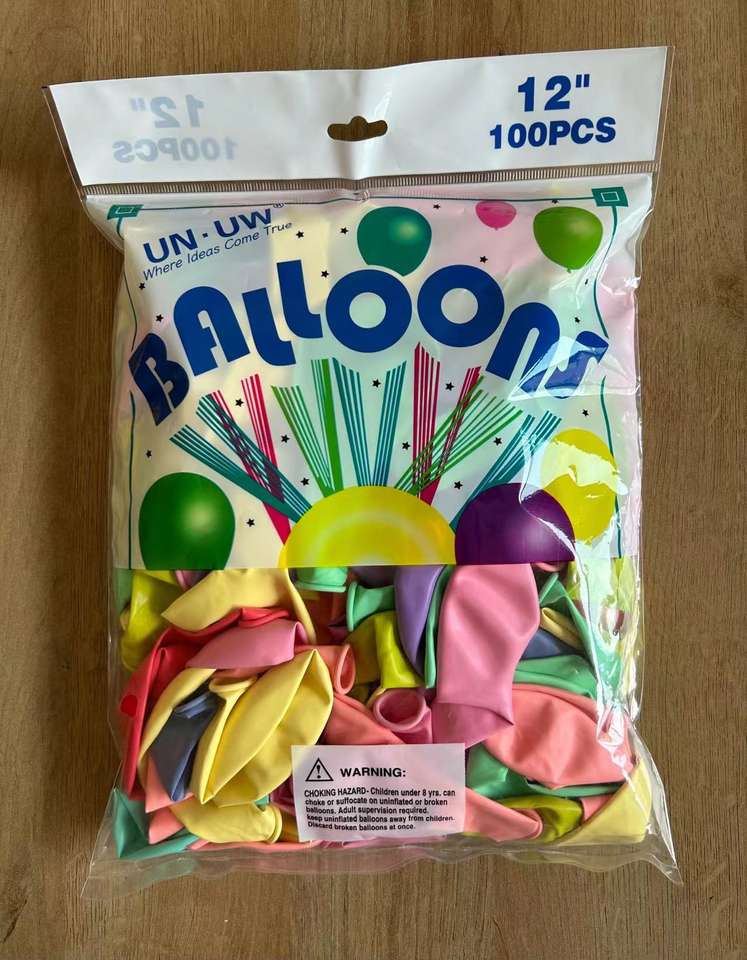 12"
100PCS
12"
100PCS
UN·UW®
Where Ideas Come True
BALLOONS
WARNING:
CHOKING HAZARD- Children under 8 yrs. can
choke or suffocate on uninflated or broken
balloons. Adult supervision required.
keep uninflated balloons away from children.
Discard broken balloons at once.